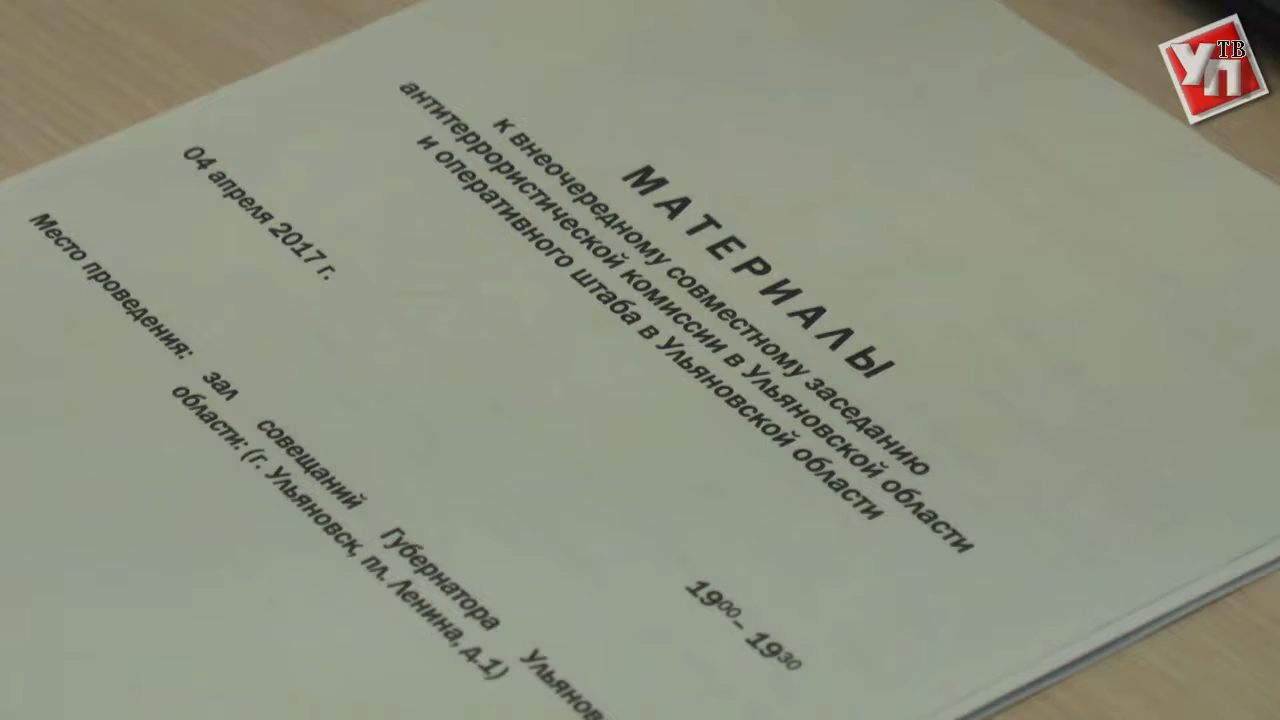 УП ТВ
МАТЕРИАЛЫ
к внеочередному совместному заседанию
антитеррористической комиссии в Ульяновской области
и оперативного штаба в Ульяновской области
04 апреля 2017 г.
19⁰⁰- 19³⁰
Место проведения: зал совещаний Губернатора
области: (г. Ульяновск, пл. Ленина, д.1)